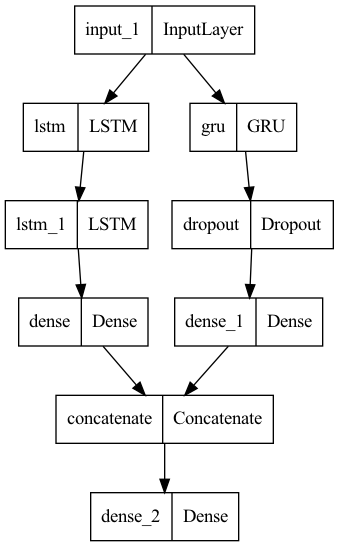 input_1 InputLayer
lstm LSTM
gru GRU
lstm_1 LSTM
dropout Dropout
dense Dense
dense_1 Dense
concatenate Concatenate
dense_2 Dense